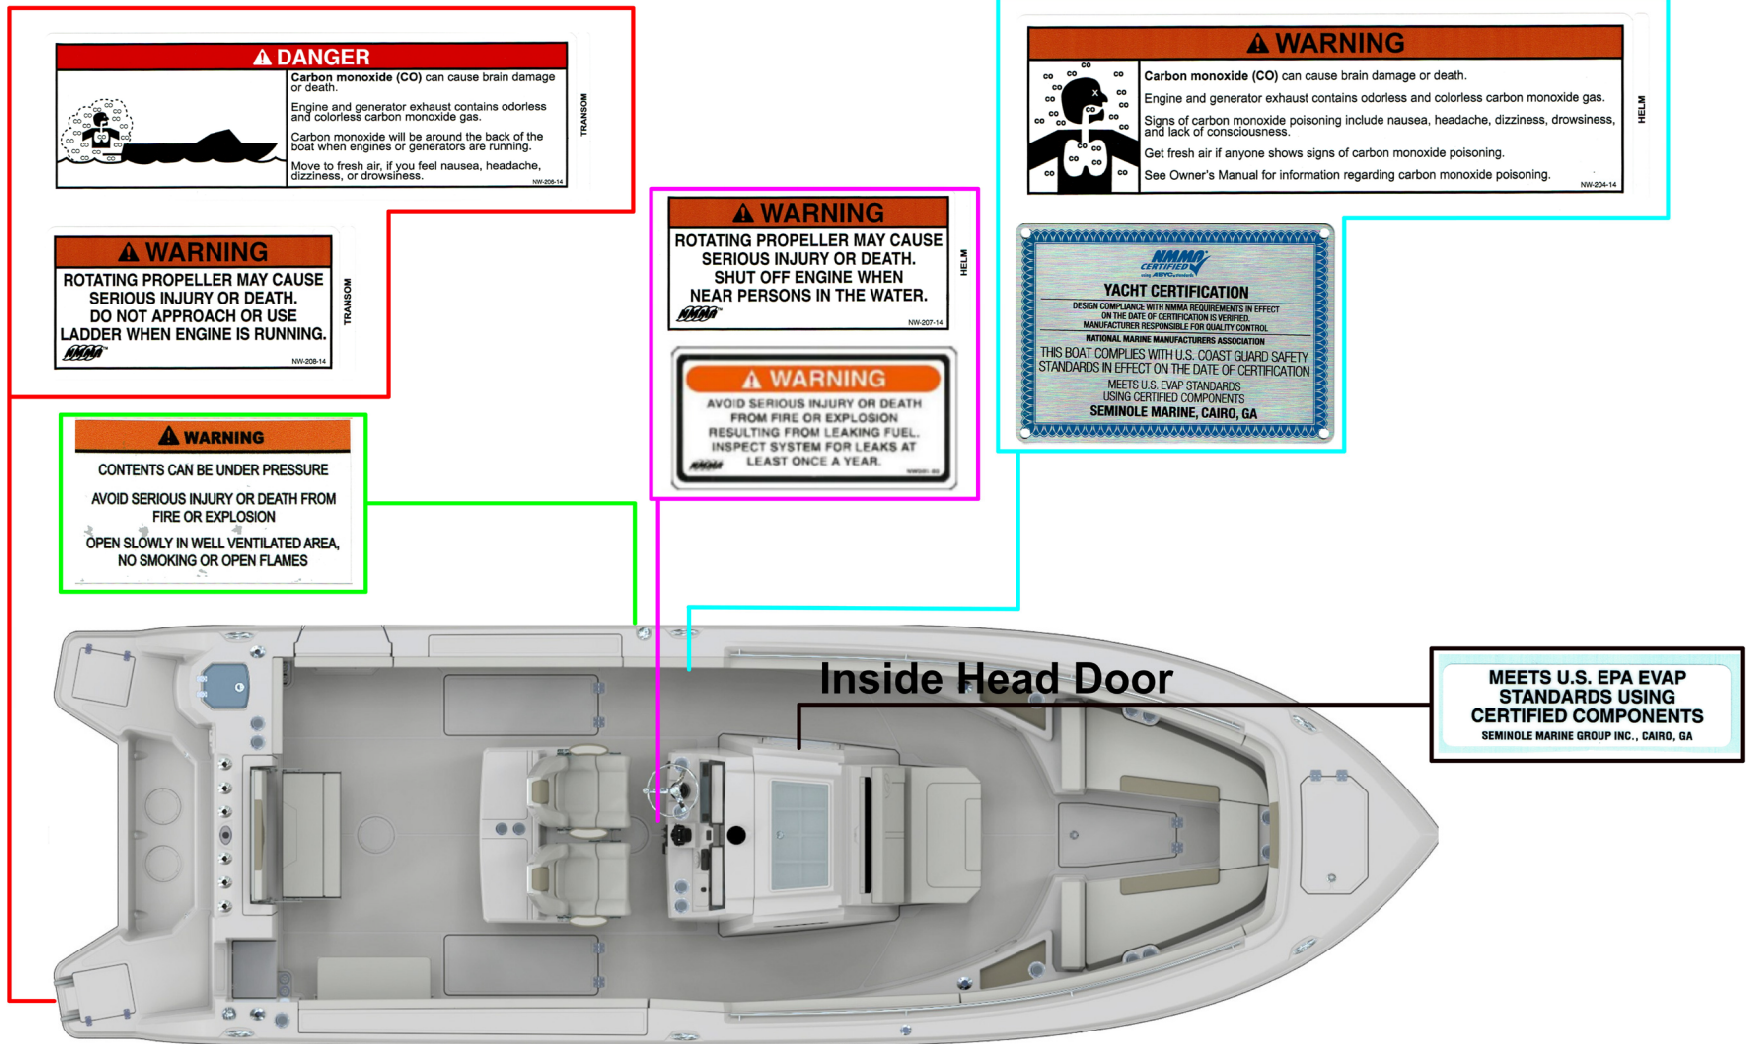 DANGER
Carbon monoxide (CO) can cause brain damage
or death.
Engine and generator exhaust contains odorless
and colorless carbon monoxide gas.
Carbon monoxide will be around the back of the
boat when engines or generators are running.
Move to fresh air, if you feel nausea, headache,
dizziness, or drowsiness.
NW-206-14
TRANSOM
WARNING
ROTATING PROPELLER MAY CAUSE
SERIOUS INJURY OR DEATH.
DO NOT APPROACH OR USE
LADDER WHEN ENGINE IS RUNNING.
NMMA
NW-208-14
TRANSOM
WARNING
CONTENTS CAN BE UNDER PRESSURE
AVOID SERIOUS INJURY OR DEATH FROM
FIRE OR EXPLOSION
OPEN SLOWLY IN WELL VENTILATED AREA,
NO SMOKING OR OPEN FLAMES
WARNING
ROTATING PROPELLER MAY CAUSE
SERIOUS INJURY OR DEATH.
SHUT OFF ENGINE WHEN
NEAR PERSONS IN THE WATER.
NMMA
NW-207-14
HELM
WARNING
AVOID SERIOUS INJURY OR DEATH
FROM FIRE OR EXPLOSION
RESULTING FROM LEAKING FUEL.
INSPECT SYSTEM FOR LEAKS AT
LEAST ONCE A YEAR.
NMMA
WARNING
Carbon monoxide (CO) can cause brain damage or death.
Engine and generator exhaust contains odorless and colorless carbon monoxide gas.
Signs of carbon monoxide poisoning include nausea, headache, dizziness, drowsiness,
and lack of consciousness.
Get fresh air if anyone shows signs of carbon monoxide poisoning.
See Owner's Manual for information regarding carbon monoxide poisoning.
NW-204-14
HELM
NMMA
CERTIFIED
using ABYC standards
YACHT CERTIFICATION
DESIGN COMPLIANCE WITH NMMA REQUIREMENTS IN EFFECT
ON THE DATE OF CERTIFICATION IS VERIFIED.
MANUFACTURER RESPONSIBLE FOR QUALITY CONTROL
NATIONAL MARINE MANUFACTURERS ASSOCIATION
THIS BOAT COMPLIES WITH U.S. COAST GUARD SAFETY
STANDARDS IN EFFECT ON THE DATE OF CERTIFICATION
MEETS U.S. EVAP STANDARDS
USING CERTIFIED COMPONENTS
SEMINOLE MARINE, CAIRO, GA
Inside Head Door
MEETS U.S. EPA EVAP
STANDARDS USING
CERTIFIED COMPONENTS
SEMINOLE MARINE GROUP INC., CAIRO, GA